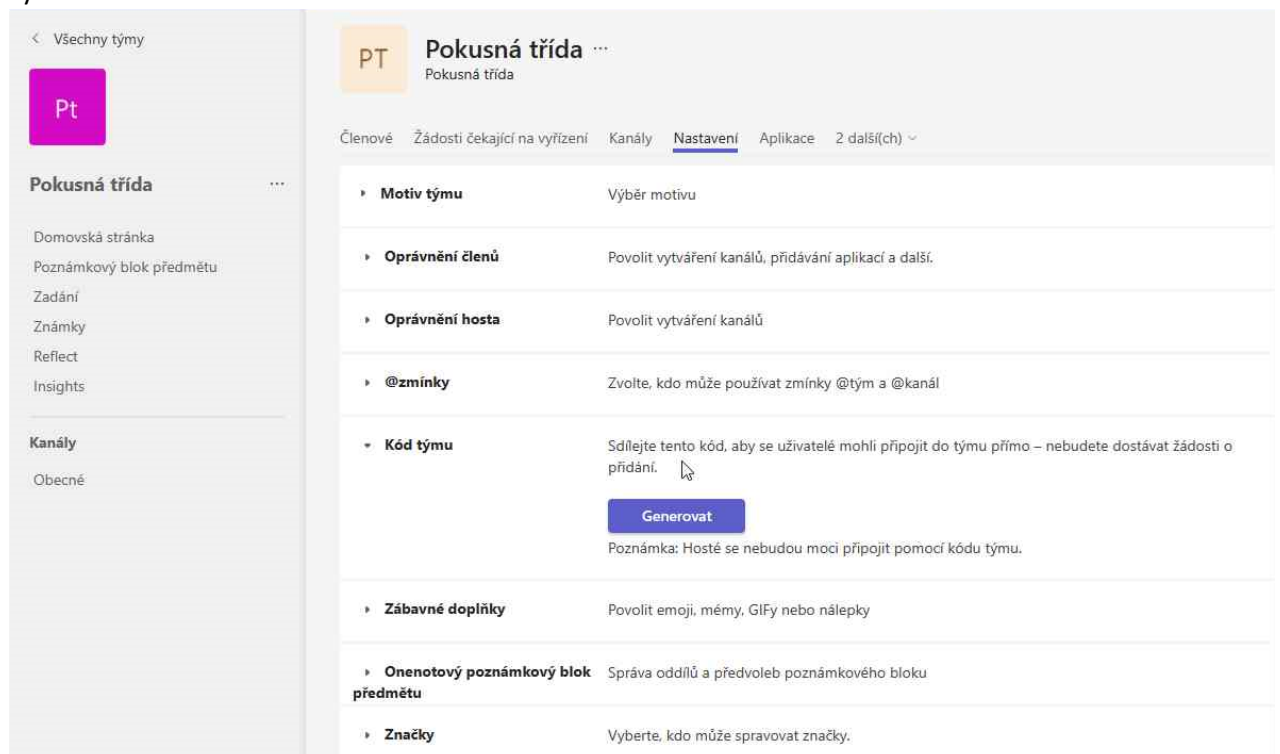 Všechny týmy
Pt
Pokusná třída ...
Domovská stránka
Poznámkový blok předmětu
Zadání
Známky
Reflect
Insights
Kanály
Obecné
PT
Pokusná třída ...
Pokusná třída
Členové Žádosti čekající na vyřízení Kanály Nastavení Aplikace 2 další(ch)
Motiv týmu Výběr motivu
Oprávnění členů Povolit vytváření kanálů, přidávání aplikací a další.
Oprávnění hosta Povolit vytváření kanálů
@zmínky Zvolte, kdo může používat zmínky @tým a @kanál
Kód týmu Sdílejte tento kód, aby se uživatelé mohli připojit do týmu přímo – nebudete dostávat žádosti o
přidání.
Generovat
Poznámka: Hosté se nebudou moci připojit pomocí kódu týmu.
Zábavné doplňky Povolit emoji, mémy, GIFy nebo nálepky
Onenotový poznámkový blok Správa oddílů a předvoleb poznámkového bloku
předmětu
Značky Vyberte, kdo může spravovat značky.